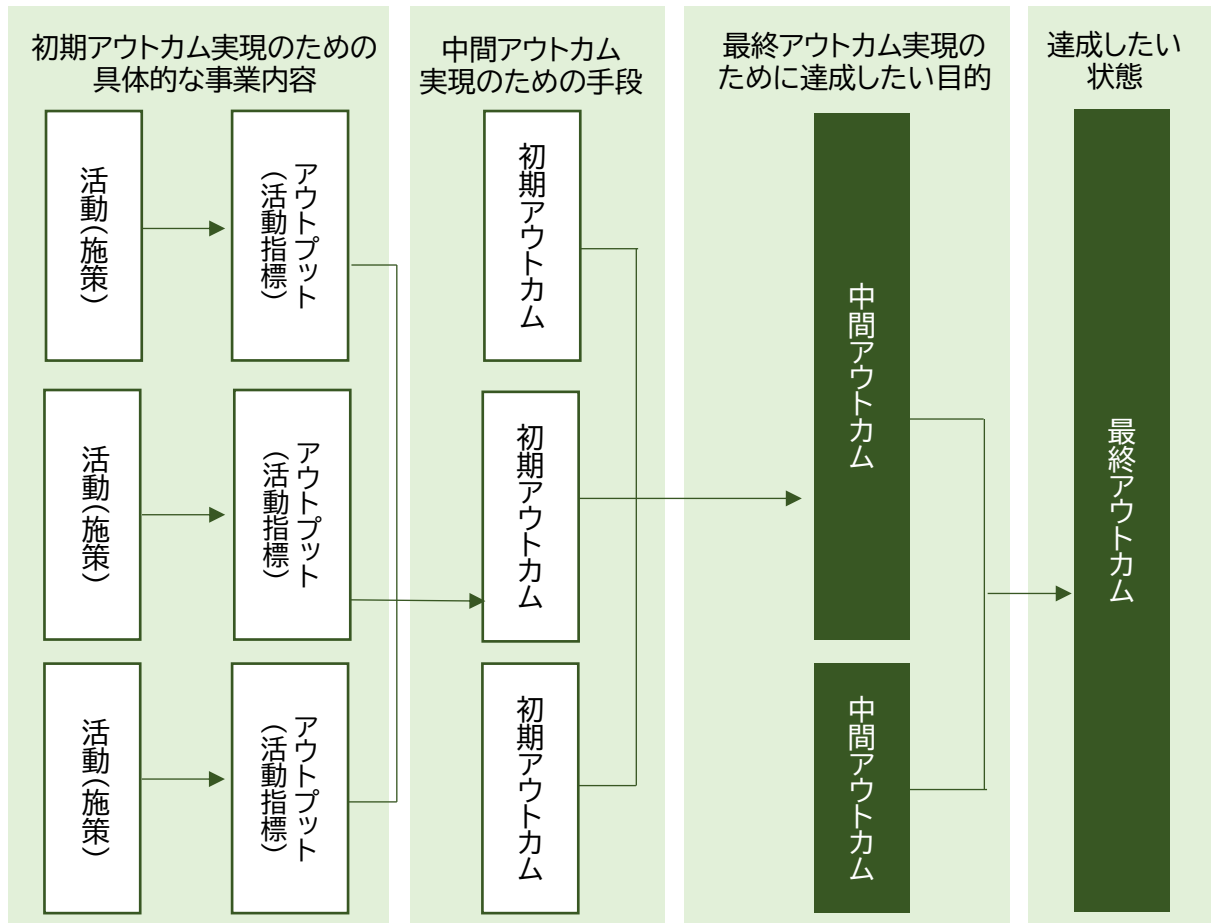 初期アウトカム実現のための
具体的な事業内容
中間アウトカム
実現のための手段
最終アウトカム実現の
ために達成したい目的
達成したい
状態
活動(施策)
アウトプット
(活動指標)
初期アウトカム
中間アウトカム
最終アウトカム
活動(施策)
アウトプット
(活動指標)
初期アウトカム
活動(施策)
アウトプット
(活動指標)
初期アウトカム
中間アウトカム